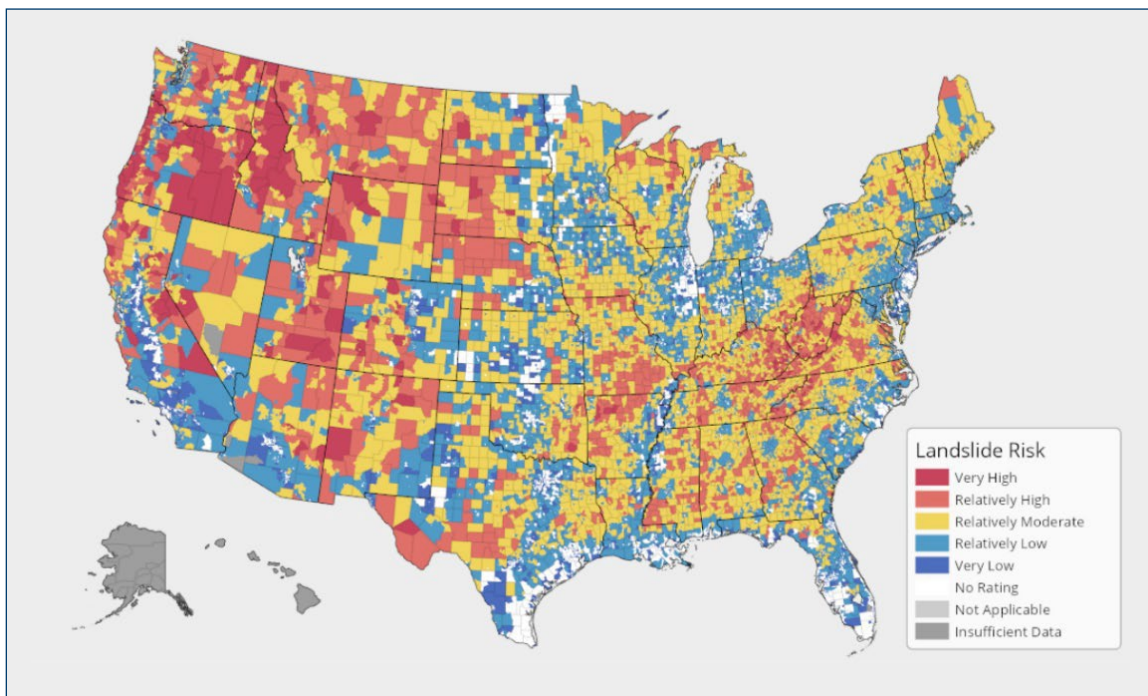 Landslide Risk
Very High
Relatively High
Relatively Moderate
Relatively Low
Very Low
No Rating
Not Applicable
Insufficient Data